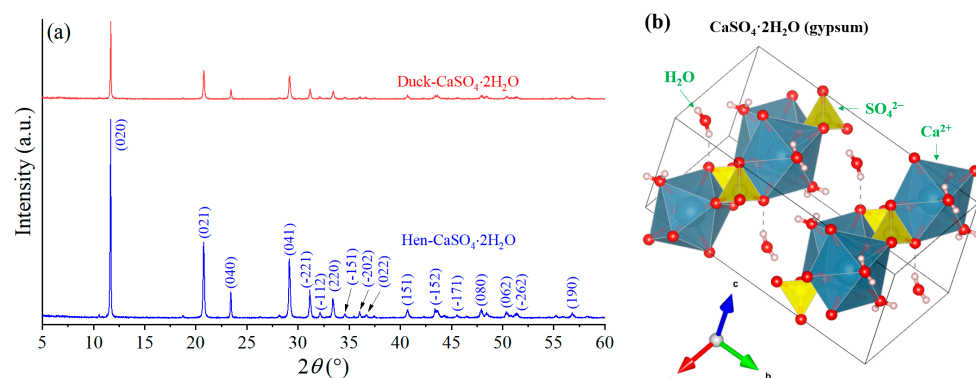 (a)
Duck-CaSO₄·2H₂O
(020)
(021)
(040)
Hen-CaSO₄·2H₂O
(041)
(-221)
(-112)
(220)
(-151)
(-202)
(022)
(151)
(-152)
(-171)
(080)
(062)
(-262)
(190)
Intensity (a.u.)
5 10 15 20 25 30 35 40 45 50 55 60
2θ (°)
(b)
CaSO₄·2H₂O (gypsum)
H₂O
SO₄²⁻
Ca²⁺
c
b